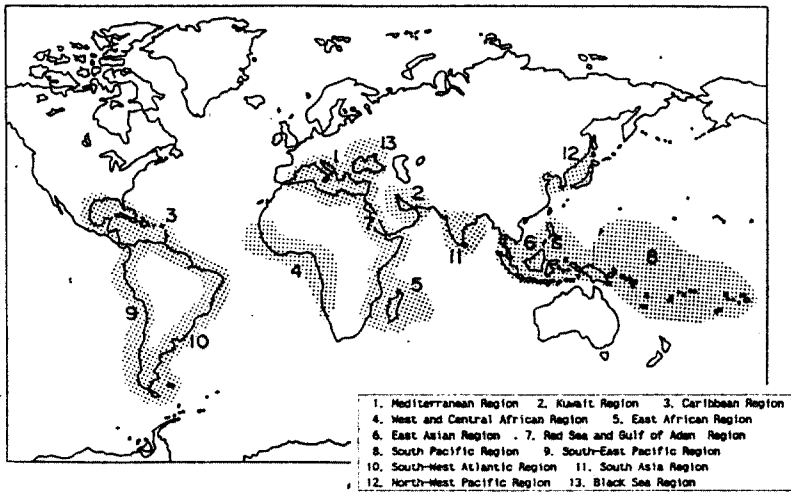 1
13
12
2
3
7
6
8
11
4
5
9
10
1. Mediterranean Region 2. Kuwait Region 3. Caribbean Region
4. West and Central African Region 5. East African Region
6. East Asian Region . 7. Red Sea and Gulf of Aden Region
8. South Pacific Region 9. South-East Pacific Region
10. South-West Atlantic Region 11. South Asia Region
12. North-West Pacific Region 13. Black Sea Region